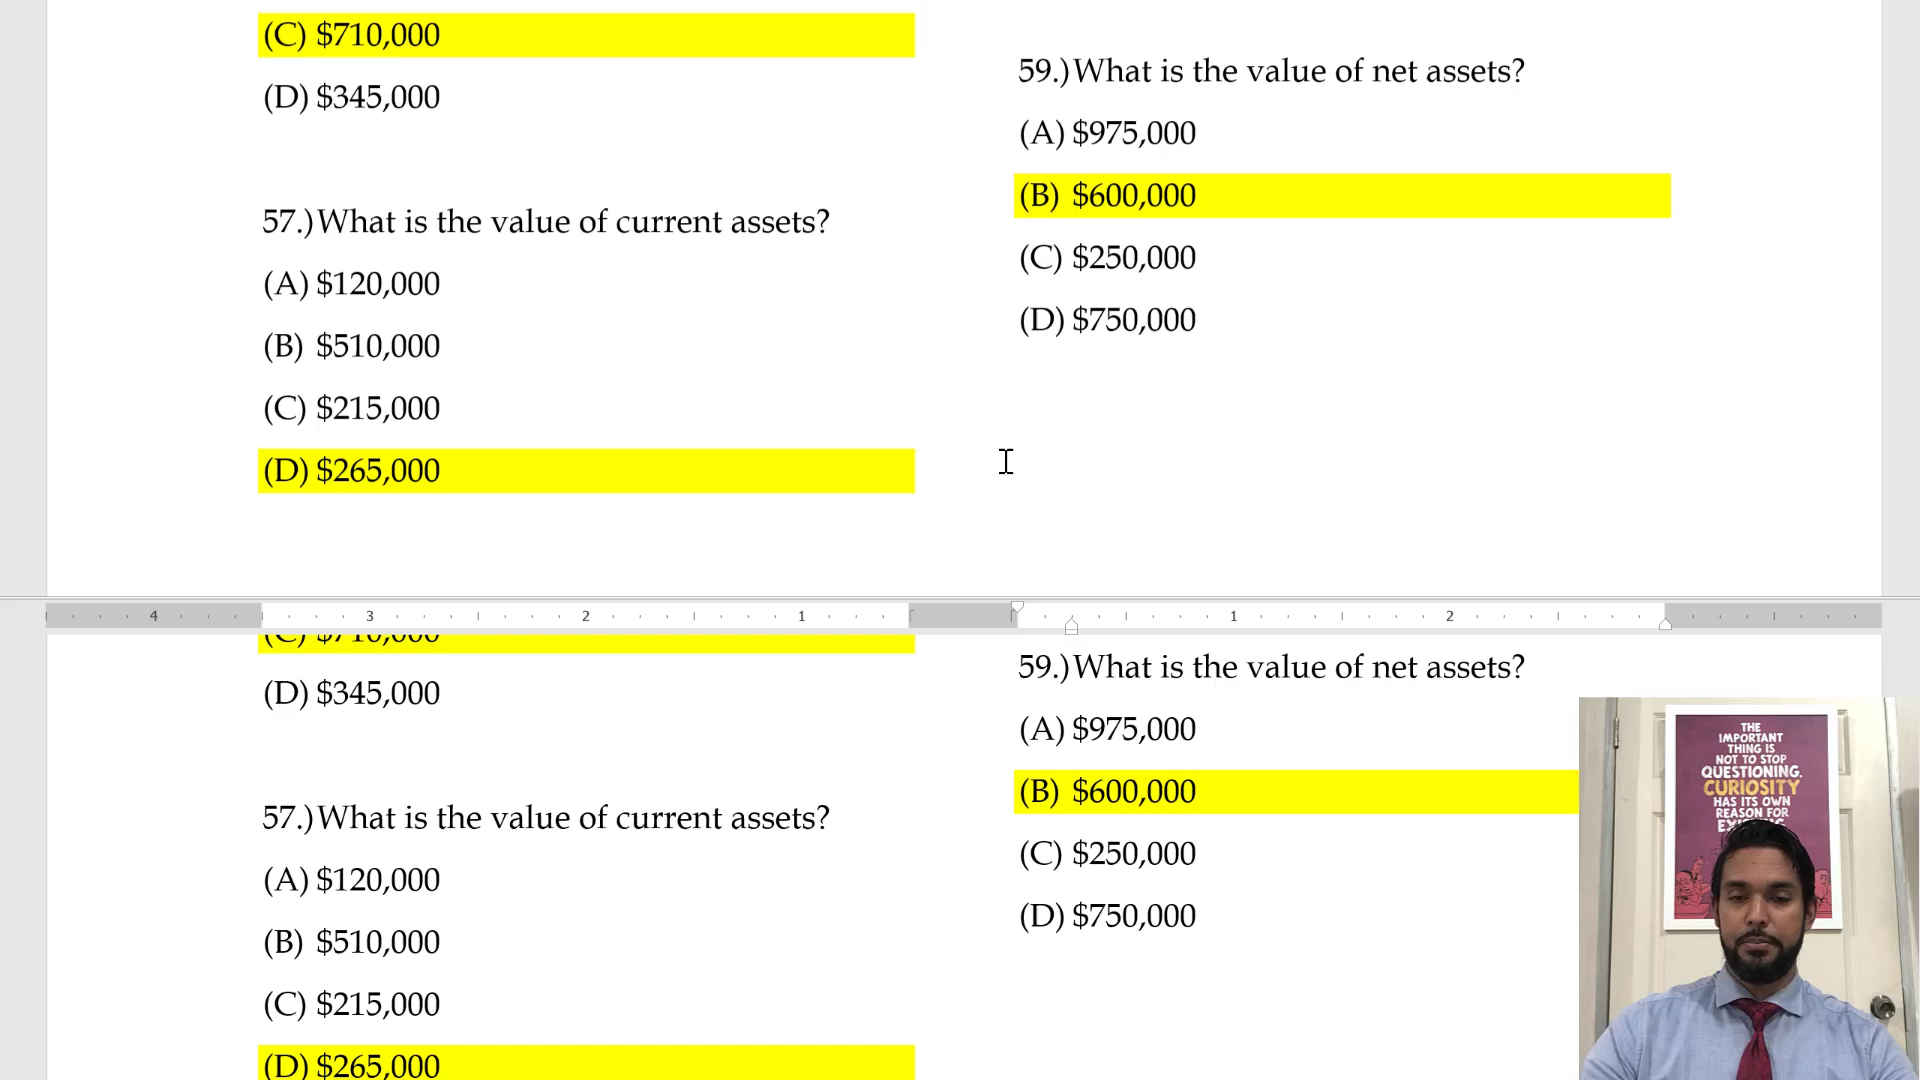 (C) $710,000
(D) $345,000
57.) What is the value of current assets?
(A) $120,000
(B) $510,000
(C) $215,000
(D) $265,000
59.) What is the value of net assets?
(A) $975,000
(B) $600,000
(C) $250,000
(D) $750,000
4 3 2 1 1 2
(C) $710,000
(D) $345,000
57.) What is the value of current assets?
(A) $120,000
(B) $510,000
(C) $215,000
(D) $265,000
59.) What is the value of net assets?
(A) $975,000
(B) $600,000
(C) $250,000
(D) $750,000
THE
IMPORTANT
THING IS
NOT TO STOP
QUESTIONING.
CURIOSITY
HAS ITS OWN
REASON FOR